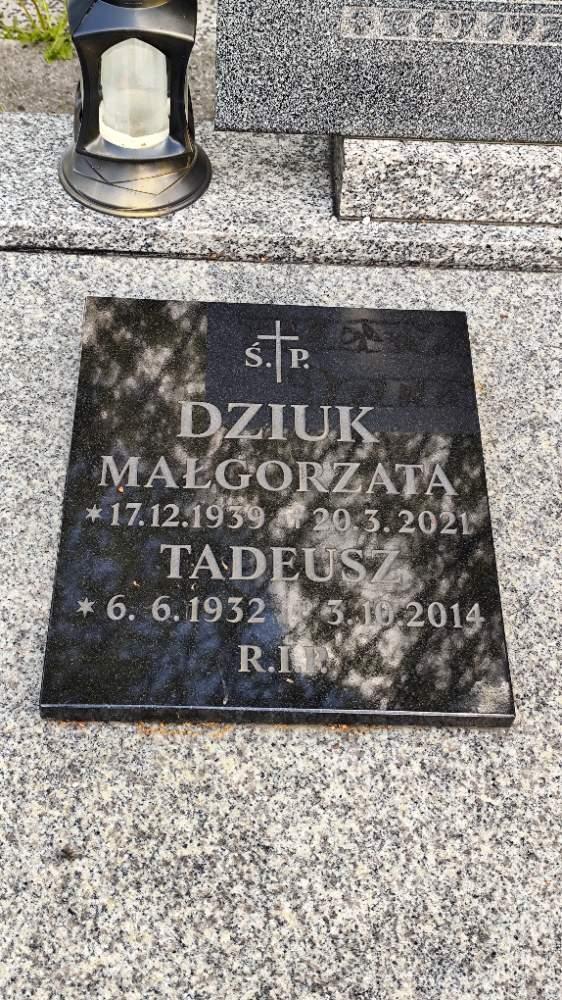 Ś.P.
DZIUK
MAŁGORZATA
*17.12.1939 †20.3.2021
TADEUSZ
*6.6.1932 †3.10.2014
R.I.P.